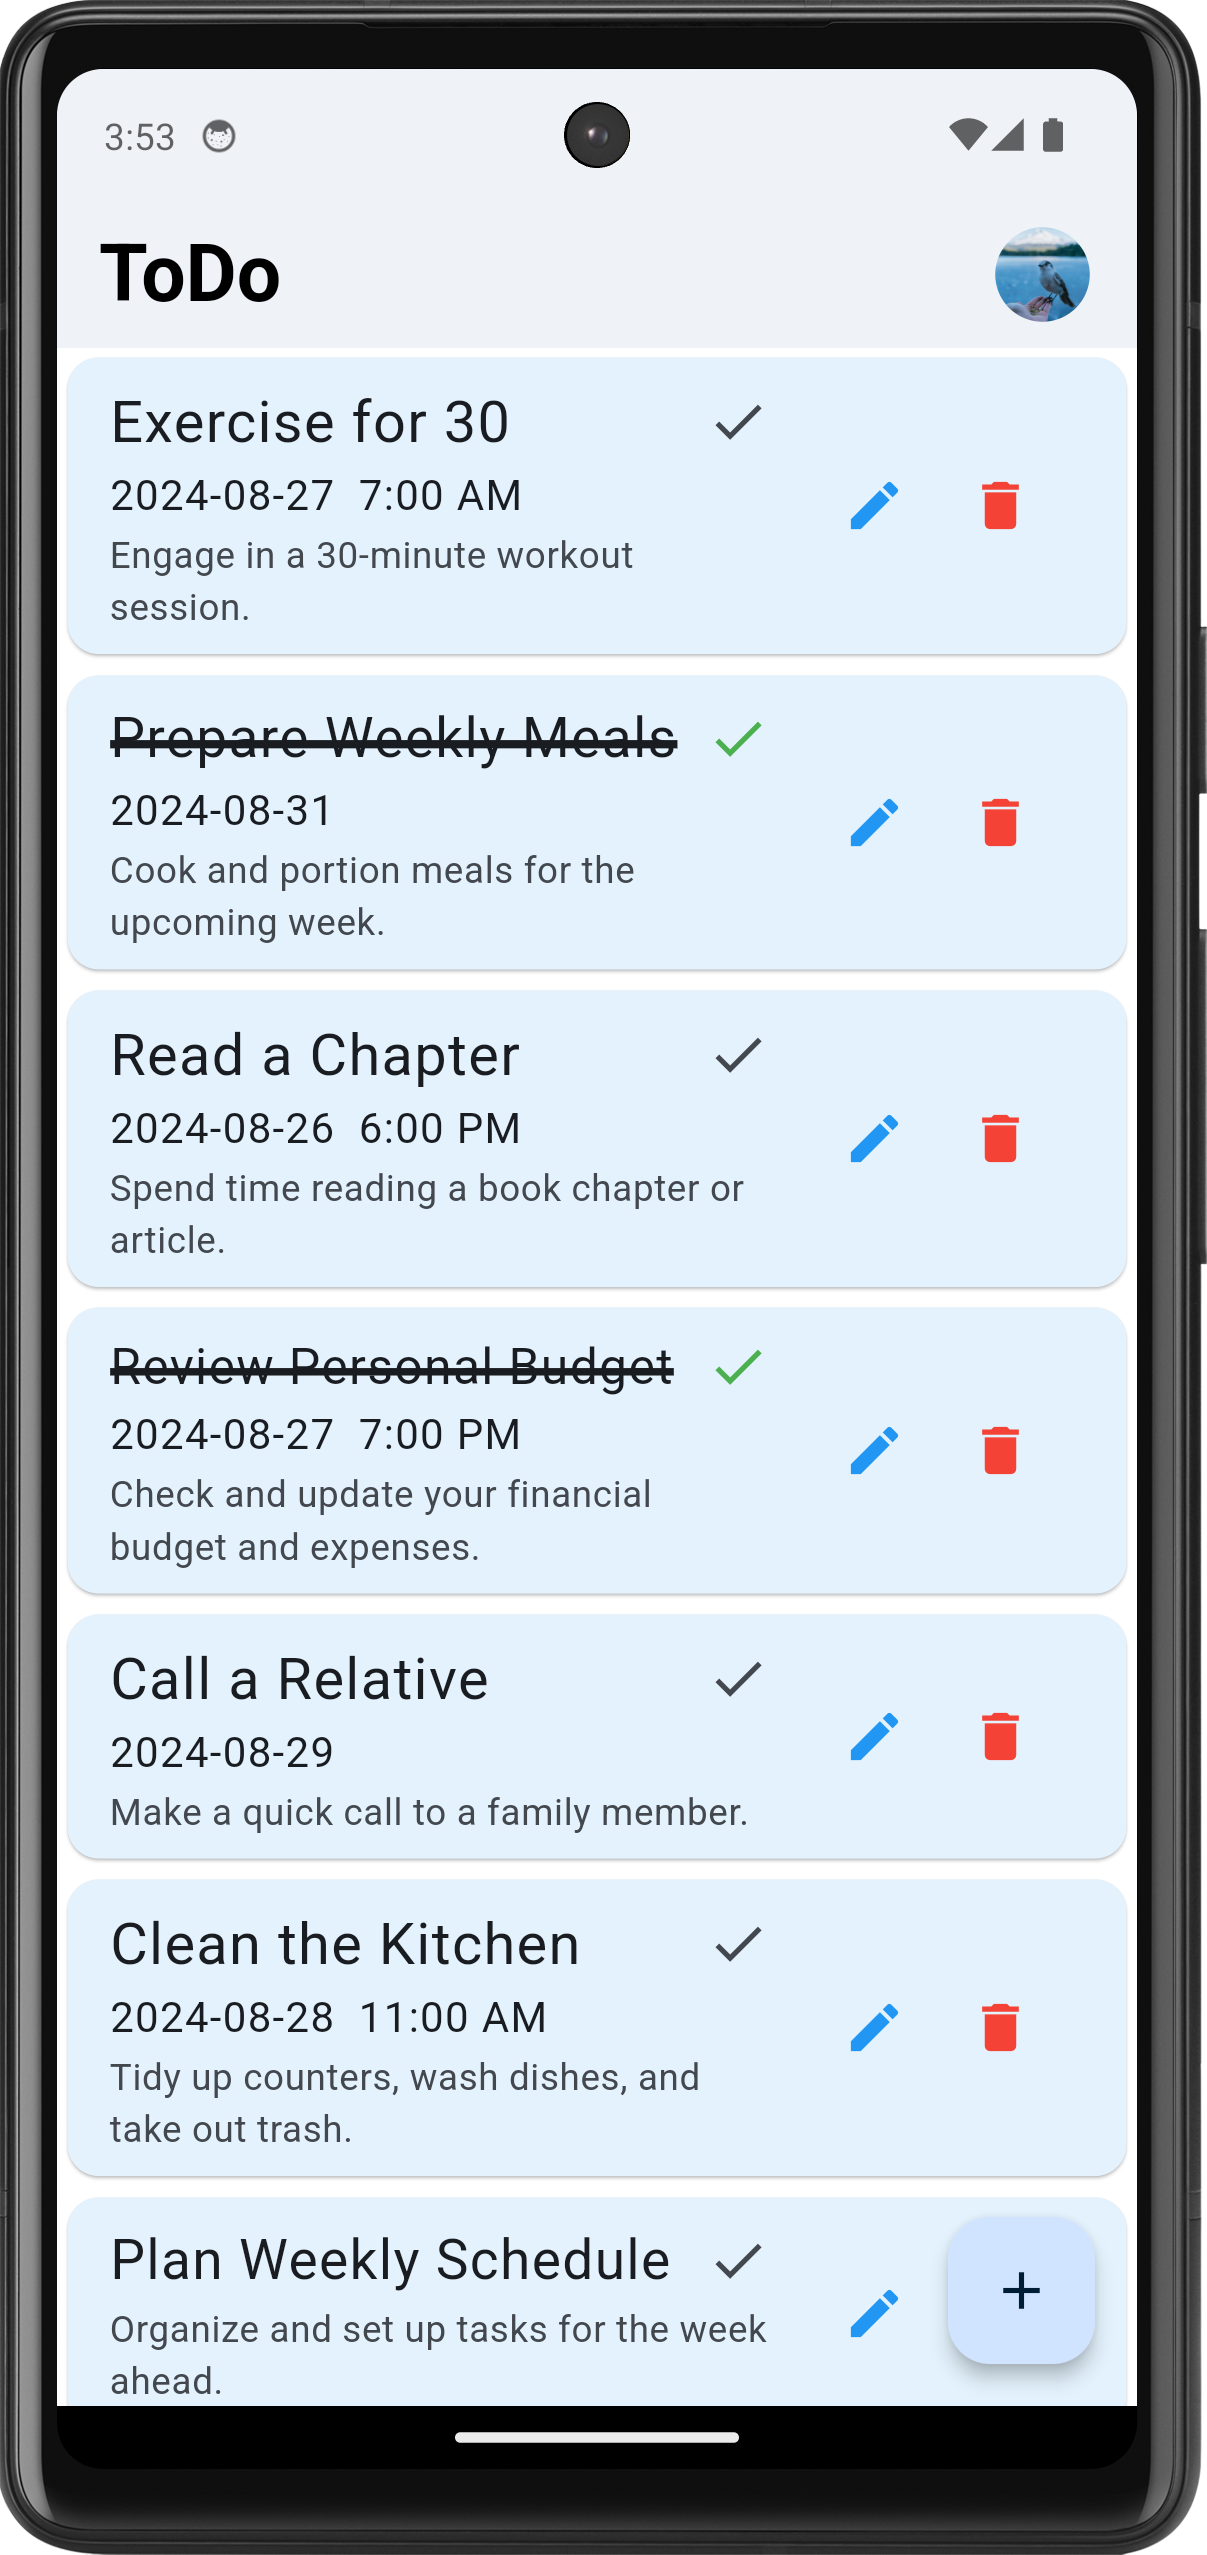 3:53
ToDo
Exercise for 30
2024-08-27 7:00 AM
Engage in a 30-minute workout
session.
Prepare Weekly Meals
2024-08-31
Cook and portion meals for the
upcoming week.
Read a Chapter
2024-08-26 6:00 PM
Spend time reading a book chapter or
article.
Review Personal Budget
2024-08-27 7:00 PM
Check and update your financial
budget and expenses.
Call a Relative
2024-08-29
Make a quick call to a family member.
Clean the Kitchen
2024-08-28 11:00 AM
Tidy up counters, wash dishes, and
take out trash.
Plan Weekly Schedule
Organize and set up tasks for the week
ahead.